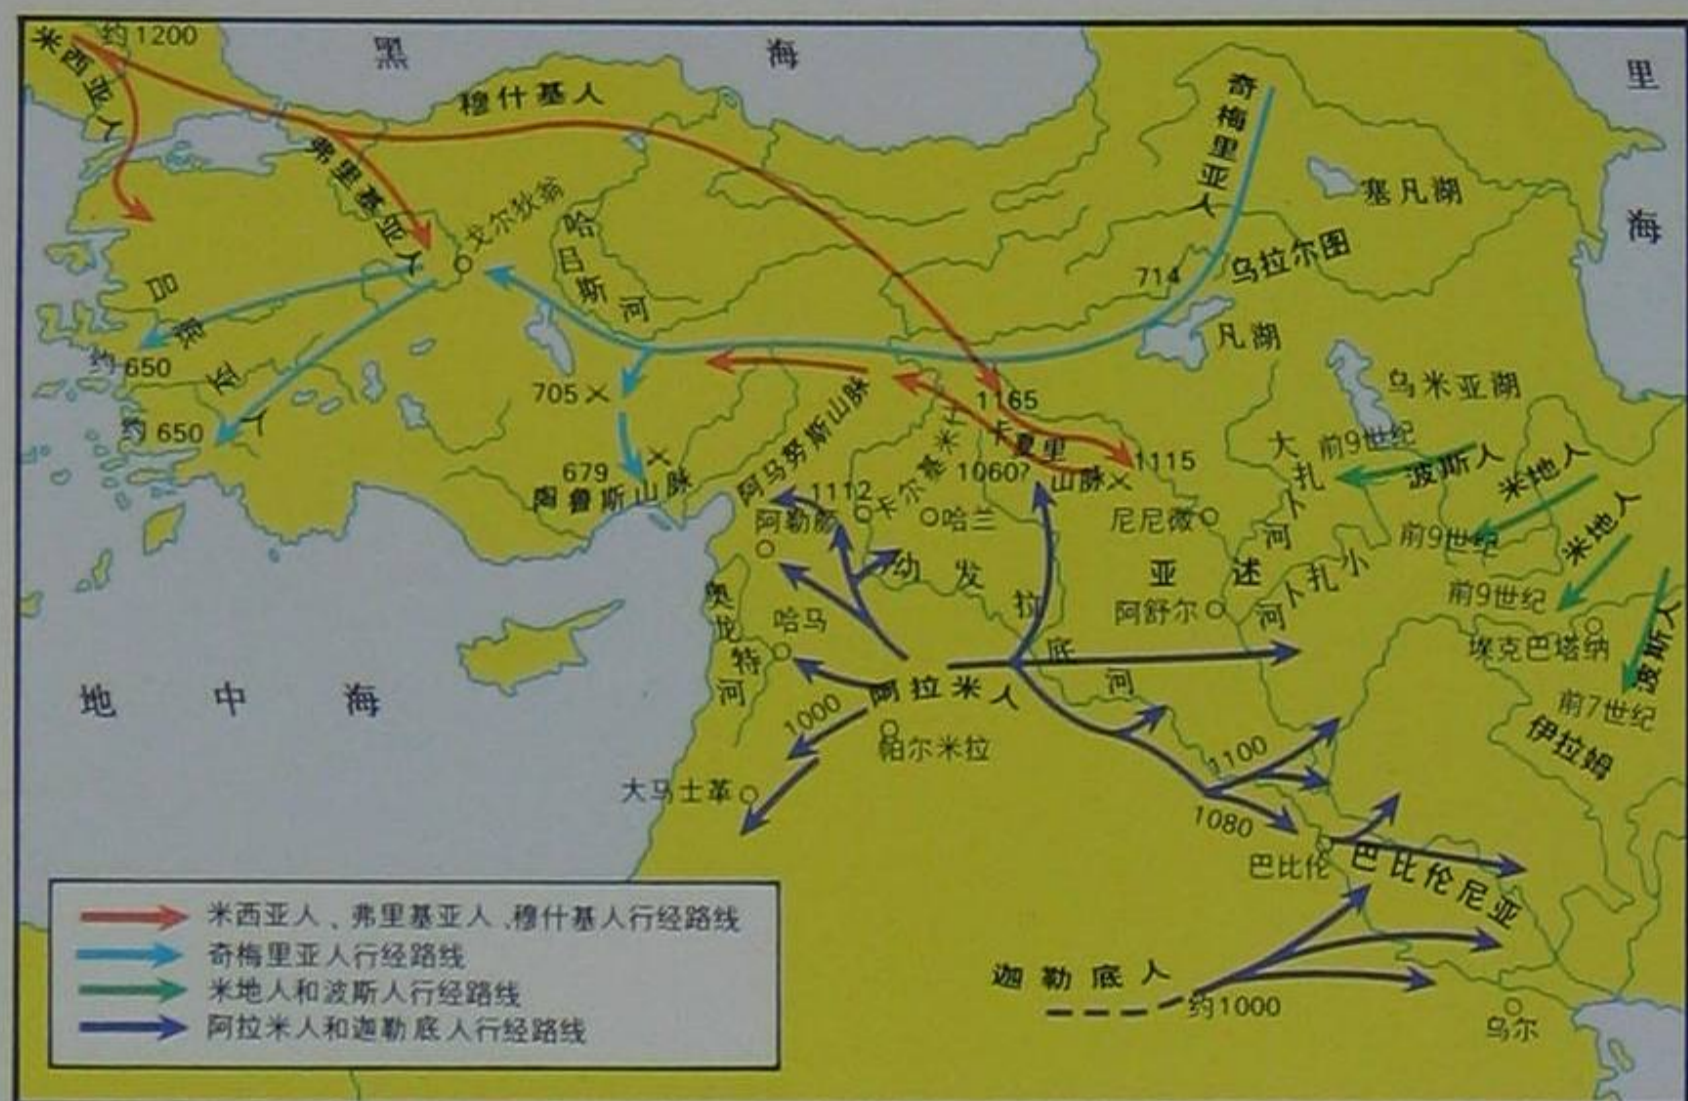 约1200
黑海
里海
米西亚人
穆什基人
奇梅里亚人
弗里基亚人
戈尔狄翁
哈吕斯河
塞凡湖
714
乌拉尔图
凡湖
吕底亚人
约650
约650
705
679
陶鲁斯山脉
阿马努斯山脉
1165
卡夏里
山脉
1060?
1115
乌米亚湖
大扎卜河
前9世纪
波斯人
米地人
前9世纪
米地人
前9世纪
埃克巴塔纳
波斯人
前7世纪
伊拉姆
1112
卡尔基米什
阿勒颇
哈兰
尼尼微
亚述
阿舒尔
小扎卜河
幼发拉底河
奥龙特河
哈马
阿拉米人
1000
帕尔米拉
大马士革
地中海
1100
1080
巴比伦
巴比伦尼亚
迦勒底人
约1000
乌尔
米西亚人、弗里基亚人、穆什基人行经路线
奇梅里亚人行经路线
米地人和波斯人行经路线
阿拉米人和迦勒底人行经路线